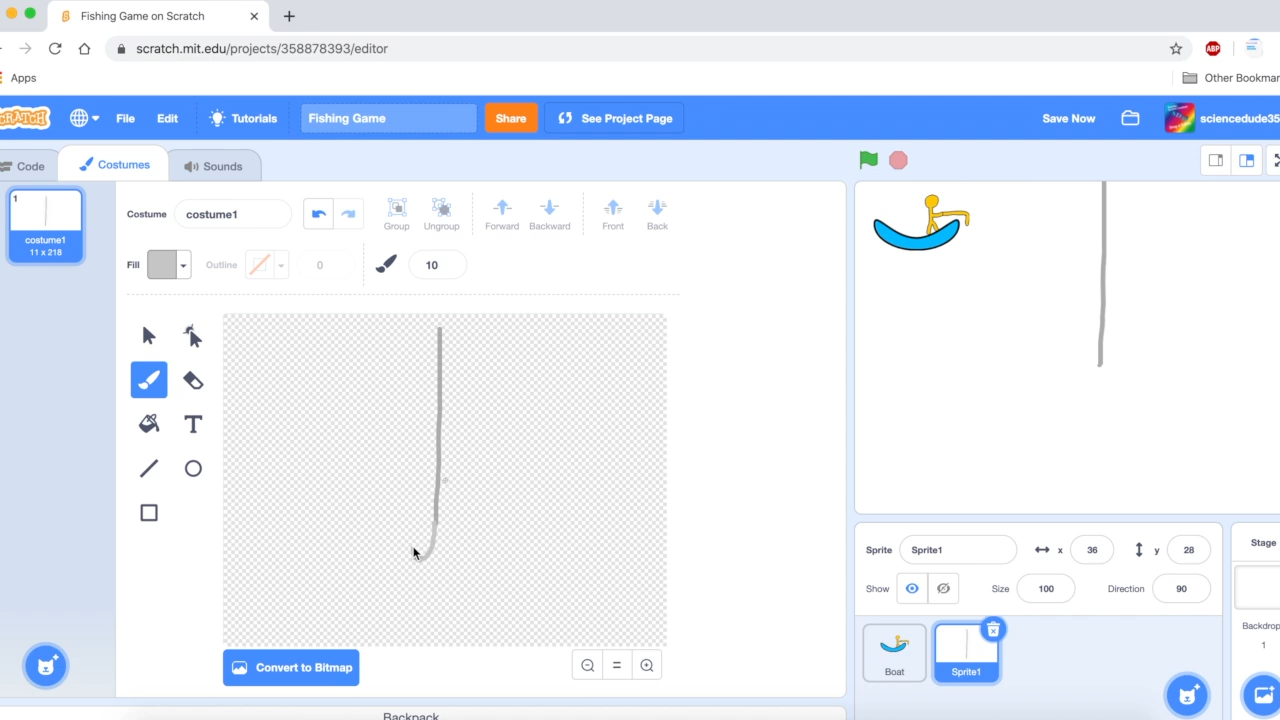 Fishing Game on Scratch
scratch.mit.edu/projects/358878393/editor
ABP
Apps
Other Bookmar
SCRATCH
File
Edit
Tutorials
Fishing Game
Share
See Project Page
Save Now
sciencedude35
Code
Costumes
Sounds
1
costume1
11 x 218
Costume
costume1
Group
Ungroup
Forward
Backward
Front
Back
Fill
Outline
0
10
T
Convert to Bitmap
=
Backpack
Sprite
Sprite1
x
36
y
28
Show
Size
100
Direction
90
Boat
Sprite1
Stage
Backdrop
1